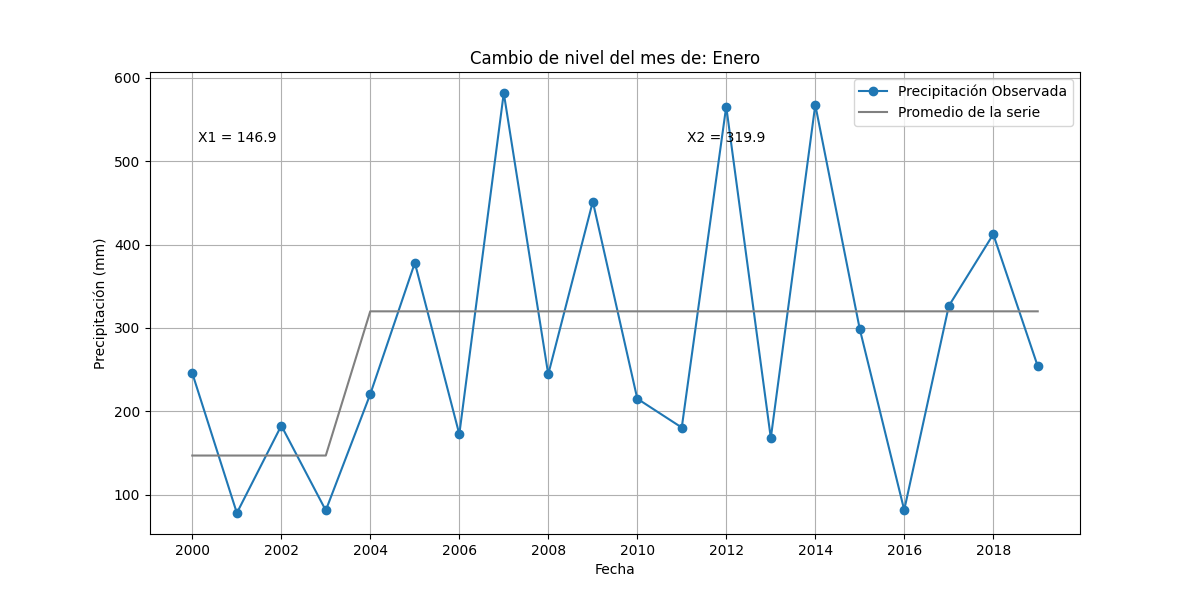 Cambio de nivel del mes de: Enero
Precipitación Observada
Promedio de la serie
X1 = 146.9
X2 = 319.9
Precipitación (mm)
600
500
400
300
200
100
2000
2002
2004
2006
2008
2010
2012
2014
2016
2018
Fecha